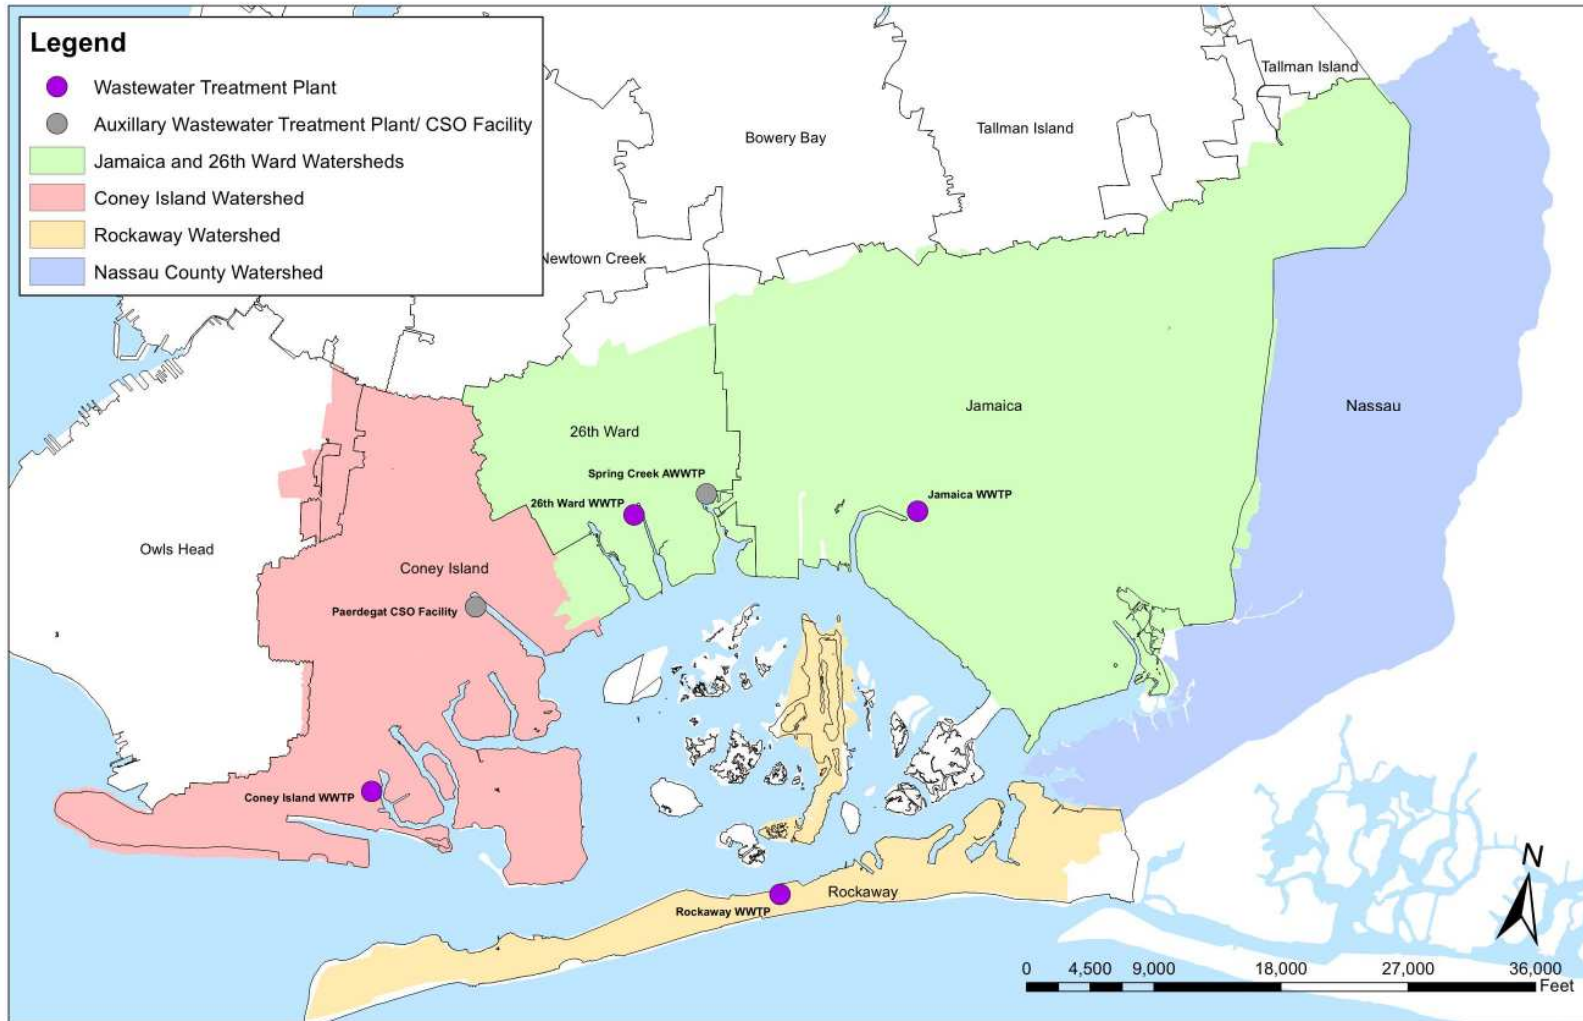 Legend
Wastewater Treatment Plant
Auxillary Wastewater Treatment Plant/ CSO Facility
Jamaica and 26th Ward Watersheds
Coney Island Watershed
Rockaway Watershed
Nassau County Watershed
Tallman Island
Tallman Island
Bowery Bay
Newtown Creek
Jamaica
Nassau
26th Ward
Spring Creek AWWTP
26th Ward WWTP
Jamaica WWTP
Owls Head
Coney Island
Paerdegat CSO Facility
Coney Island WWTP
Rockaway
Rockaway WWTP
N
0 4,500 9,000 18,000 27,000 36,000
Feet